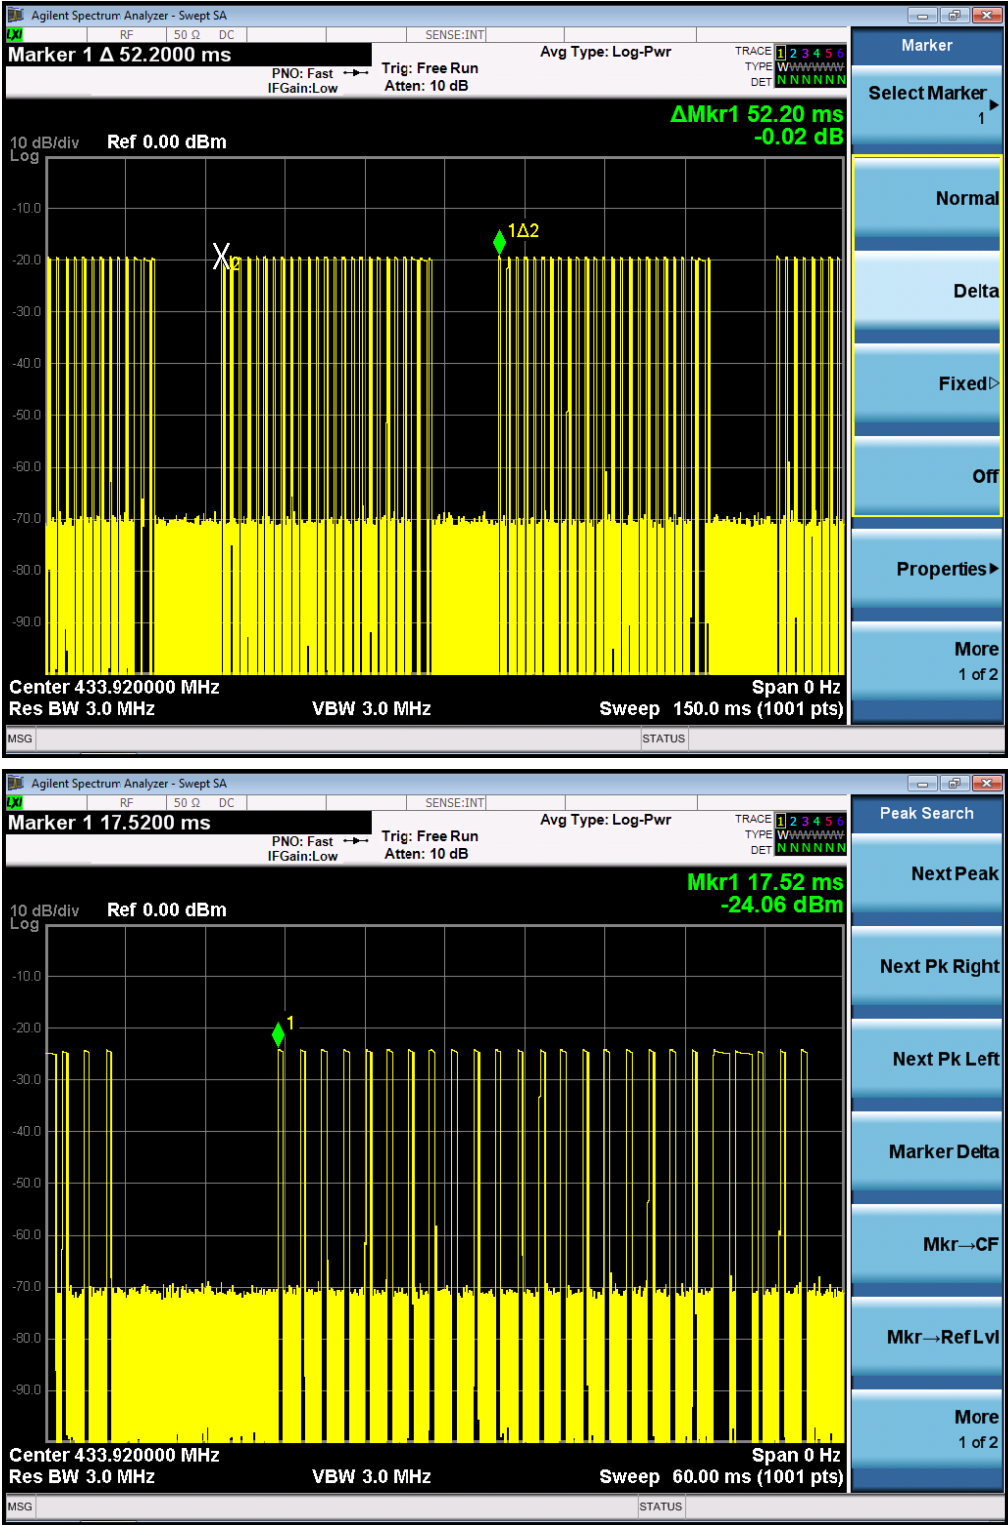 Agilent Spectrum Analyzer - Swept SA
LXI RF 50 Ω DC SENSE:INT
Marker 1 Δ 52.2000 ms
PNO: Fast
IFGain:Low
Trig: Free Run
Atten: 10 dB
Avg Type: Log-Pwr
TRACE 1 2 3 4 5 6
TYPE WWWWWW
DET N N N N N N
Marker
Select Marker
1
Normal
Delta
Fixed
Off
Properties
More
1 of 2
ΔMkr1 52.20 ms
-0.02 dB
10 dB/div
Log
Ref 0.00 dBm
-10.0
-20.0
-30.0
-40.0
-50.0
-60.0
-70.0
-80.0
-90.0
X2
1Δ2
Center 433.920000 MHz
Span 0 Hz
Res BW 3.0 MHz
VBW 3.0 MHz
Sweep 150.0 ms (1001 pts)
MSG
STATUS
Agilent Spectrum Analyzer - Swept SA
LXI RF 50 Ω DC SENSE:INT
Marker 1 17.5200 ms
PNO: Fast
IFGain:Low
Trig: Free Run
Atten: 10 dB
Avg Type: Log-Pwr
TRACE 1 2 3 4 5 6
TYPE WWWWWW
DET N N N N N N
Peak Search
Next Peak
Next Pk Right
Next Pk Left
Marker Delta
Mkr→CF
Mkr→Ref Lvl
More
1 of 2
Mkr1 17.52 ms
-24.06 dBm
10 dB/div
Log
Ref 0.00 dBm
-10.0
-20.0
-30.0
-40.0
-50.0
-60.0
-70.0
-80.0
-90.0
1
Center 433.920000 MHz
Span 0 Hz
Res BW 3.0 MHz
VBW 3.0 MHz
Sweep 60.00 ms (1001 pts)
MSG
STATUS